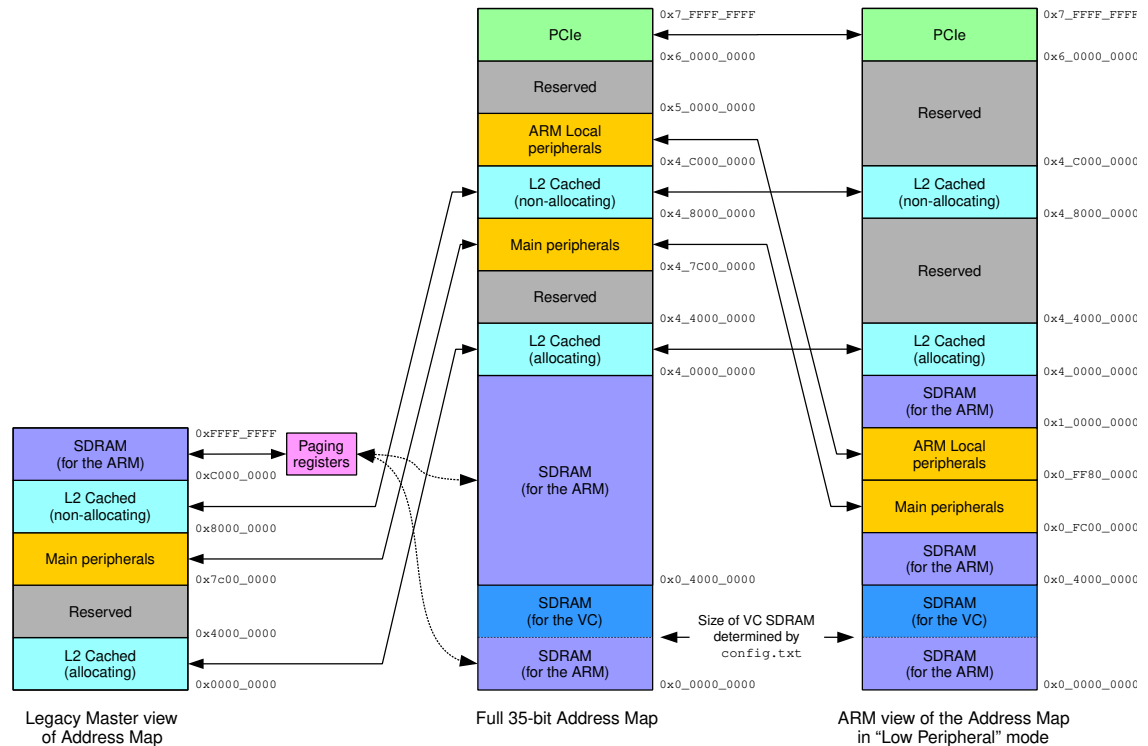 0xFFFF_FFFF
SDRAM
(for the ARM)
0xC000_0000
L2 Cached
(non-allocating)
0x8000_0000
Main peripherals
0x7c00_0000
Reserved
0x4000_0000
L2 Cached
(allocating)
0x0000_0000
Legacy Master view
of Address Map
Paging
registers
0x7_FFFF_FFFF
PCIe
0x6_0000_0000
Reserved
0x5_0000_0000
ARM Local
peripherals
0x4_C000_0000
L2 Cached
(non-allocating)
0x4_8000_0000
Main peripherals
0x4_7C00_0000
Reserved
0x4_4000_0000
L2 Cached
(allocating)
0x4_0000_0000
SDRAM
(for the ARM)
0x0_4000_0000
SDRAM
(for the VC)
SDRAM
(for the ARM)
0x0_0000_0000
Full 35-bit Address Map
Size of VC SDRAM
determined by
config.txt
0x7_FFFF_FFFF
PCIe
0x6_0000_0000
Reserved
0x4_C000_0000
L2 Cached
(non-allocating)
0x4_8000_0000
Reserved
0x4_4000_0000
L2 Cached
(allocating)
0x4_0000_0000
SDRAM
(for the ARM)
0x1_0000_0000
ARM Local
peripherals
0x0_FF80_0000
Main peripherals
0x0_FC00_0000
SDRAM
(for the ARM)
0x0_4000_0000
SDRAM
(for the VC)
SDRAM
(for the ARM)
0x0_0000_0000
ARM view of the Address Map
in “Low Peripheral” mode